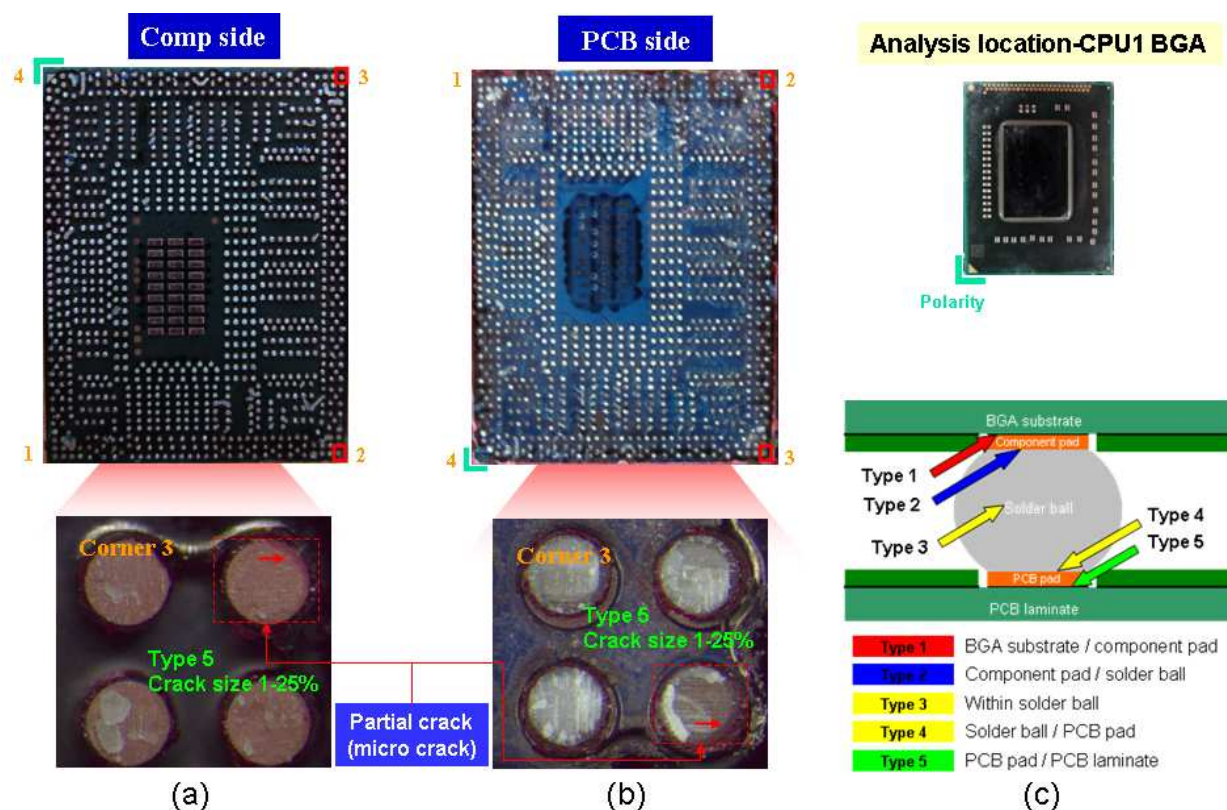 Comp side
PCB side
Analysis location-CPU1 BGA
4
3
1
2
1
2
4
3
Polarity
Corner 3
Type 5
Crack size 1-25%
Corner 3
Type 5
Crack size 1-25%
Partial crack
(micro crack)
BGA substrate
Component pad
Type 1
Type 2
Solder ball
Type 3
Type 4
Type 5
PCB pad
PCB laminate
Type 1 BGA substrate / component pad
Type 2 Component pad / solder ball
Type 3 Within solder ball
Type 4 Solder ball / PCB pad
Type 5 PCB pad / PCB laminate
(a)
(b)
(c)